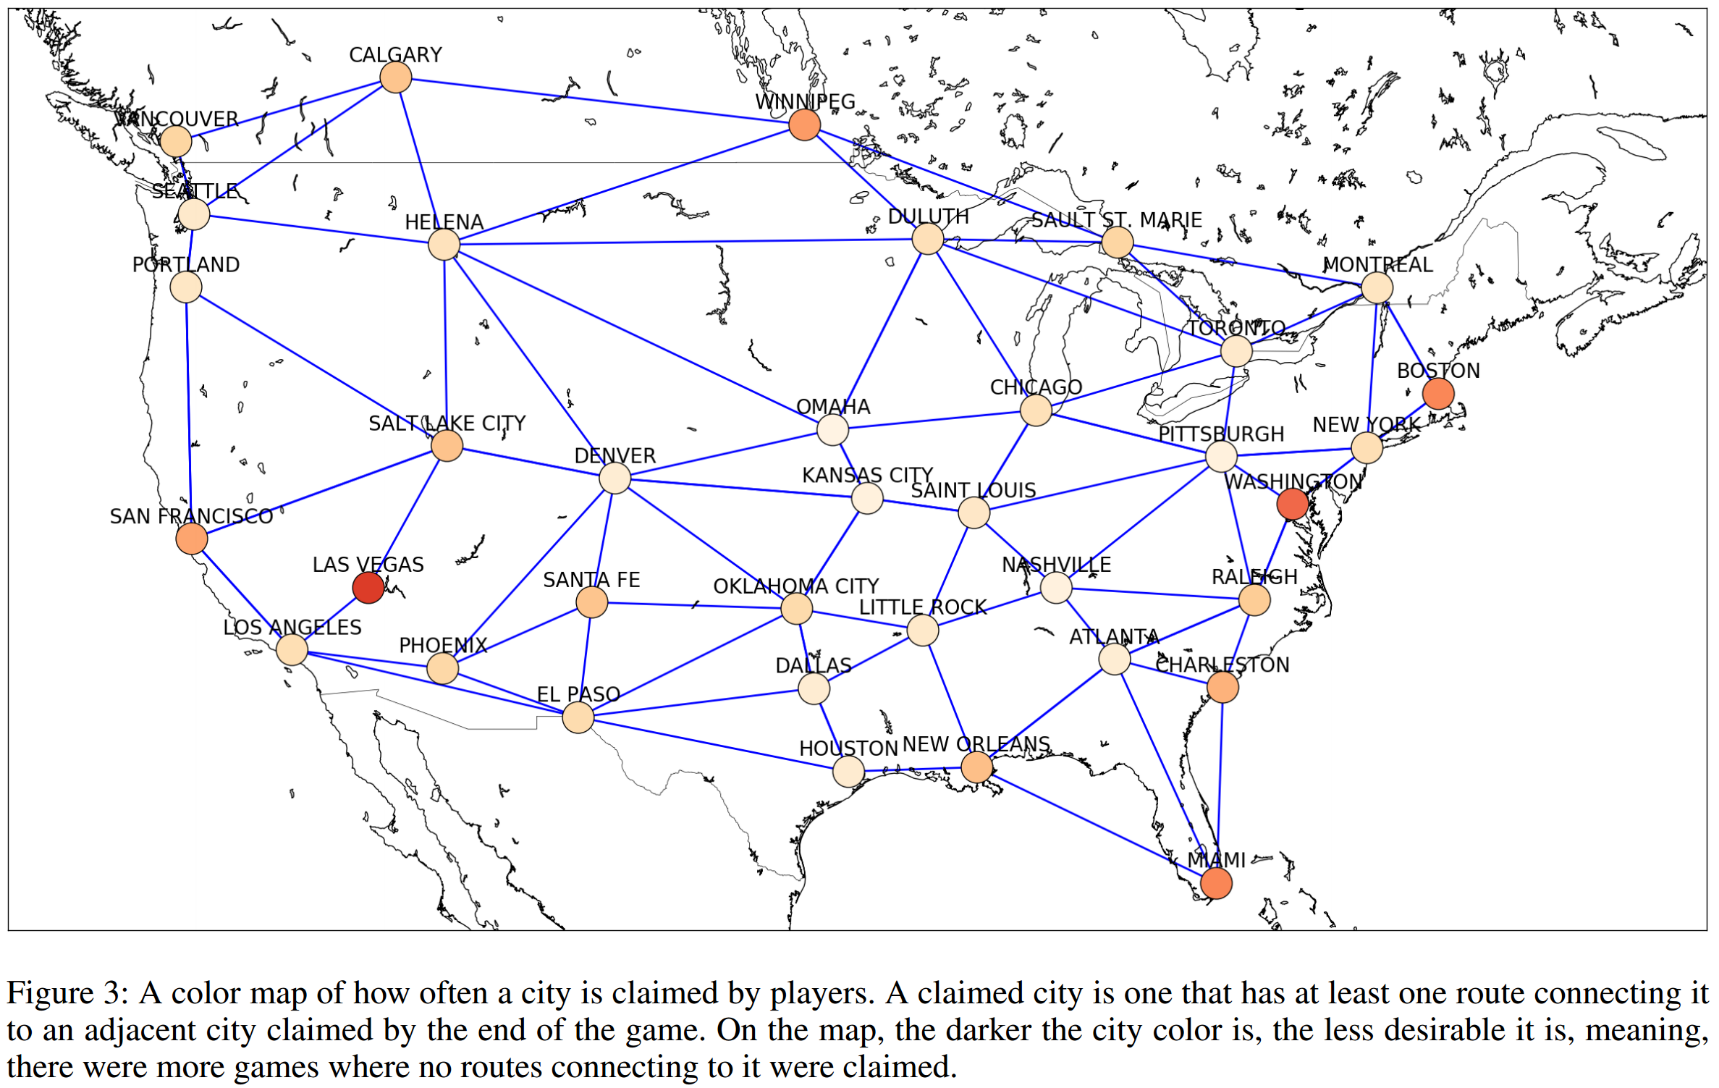 CALGARY
WINNIPEG
VANCOUVER
SEATTLE
HELENA
DULUTH
SAULT ST. MARIE
PORTLAND
MONTREAL
TORONTO
BOSTON
CHICAGO
OMAHA
SALT LAKE CITY
NEW YORK
PITTSBURGH
DENVER
KANSAS CITY
WASHINGTON
SAINT LOUIS
SAN FRANCISCO
LAS VEGAS
NASHVILLE
SANTA FE
RALEIGH
OKLAHOMA CITY
LITTLE ROCK
LOS ANGELES
ATLANTA
PHOENIX
DALLAS
CHARLESTON
EL PASO
HOUSTON
NEW ORLEANS
MIAMI
Figure 3: A color map of how often a city is claimed by players. A claimed city is one that has at least one route connecting it
to an adjacent city claimed by the end of the game. On the map, the darker the city color is, the less desirable it is, meaning,
there were more games where no routes connecting to it were claimed.